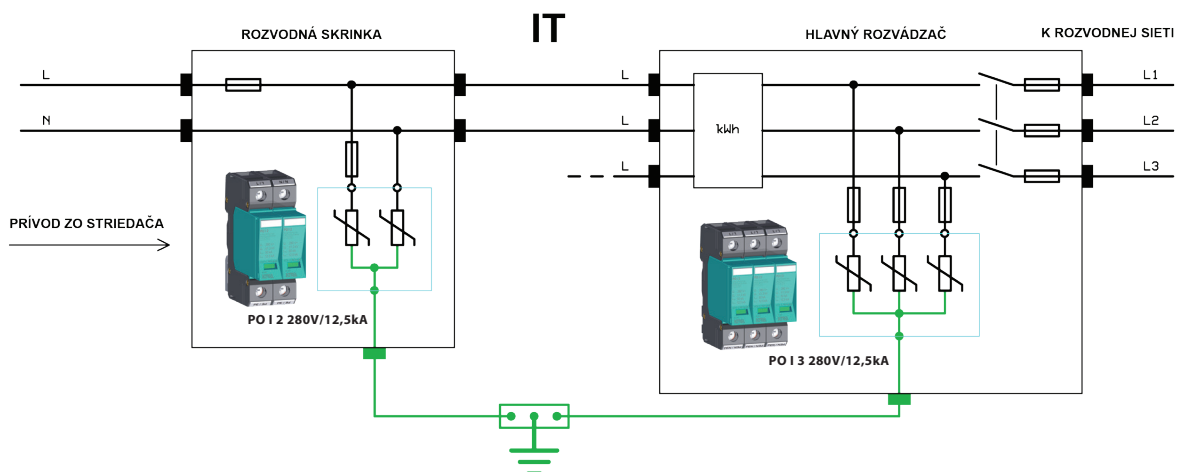 IT
ROZVODNÁ SKRINKA
HLAVNÝ ROZVÁDZAČ
K ROZVODNEJ SIETI
L
L
L1
N
L
kWh
L2
L
L3
PRÍVOD ZO STRIEDAČA
PO I 2 280V/12,5kA
PO I 3 280V/12,5kA